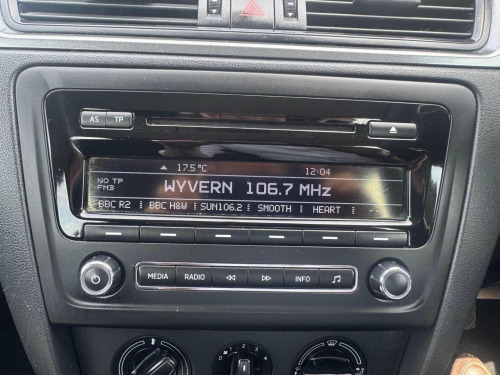 AS TP
17.5°C 12:04
NO TP
FM3
WYVERN 106.7 MHz
BBC R2 BBC H&W SUN106.2 SMOOTH HEART --
MEDIA RADIO INFO